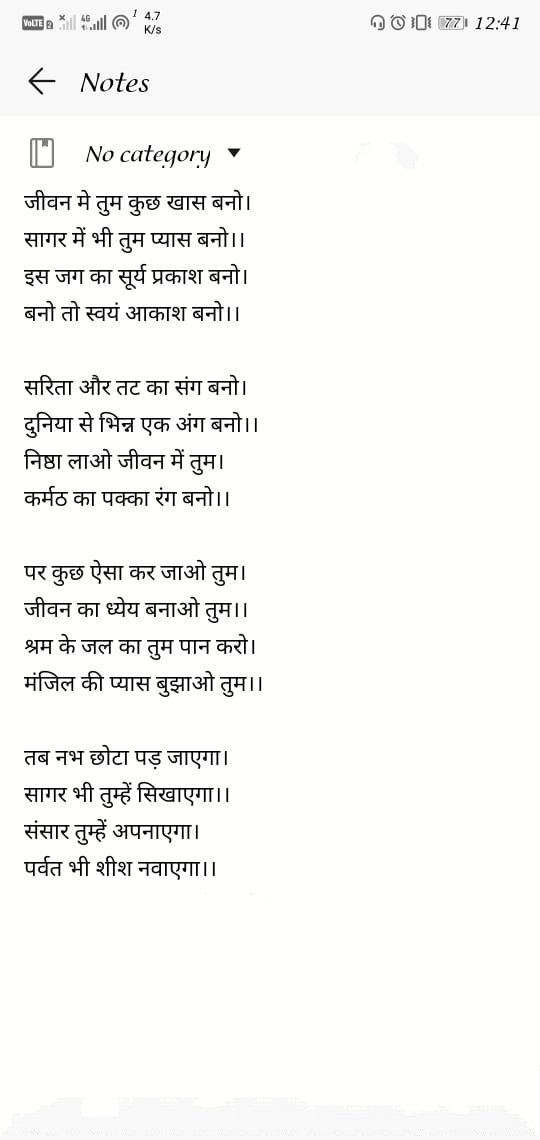 VoLTE 2 4G 1 4.7 K/s 77 12:41
Notes
No category
जीवन मे तुम कुछ खास बनो।
सागर में भी तुम प्यास बनो।।
इस जग का सूर्य प्रकाश बनो।
बनो तो स्वयं आकाश बनो।।
सरिता और तट का संग बनो।
दुनिया से भिन्न एक अंग बनो।।
निष्ठा लाओ जीवन में तुम।
कर्मठ का पक्का रंग बनो।।
पर कुछ ऐसा कर जाओ तुम।
जीवन का ध्येय बनाओ तुम।।
श्रम के जल का तुम पान करो।
मंजिल की प्यास बुझाओ तुम।।
तब नभ छोटा पड़ जाएगा।
सागर भी तुम्हें सिखाएगा।।
संसार तुम्हें अपनाएगा।
पर्वत भी शीश नवाएगा।।